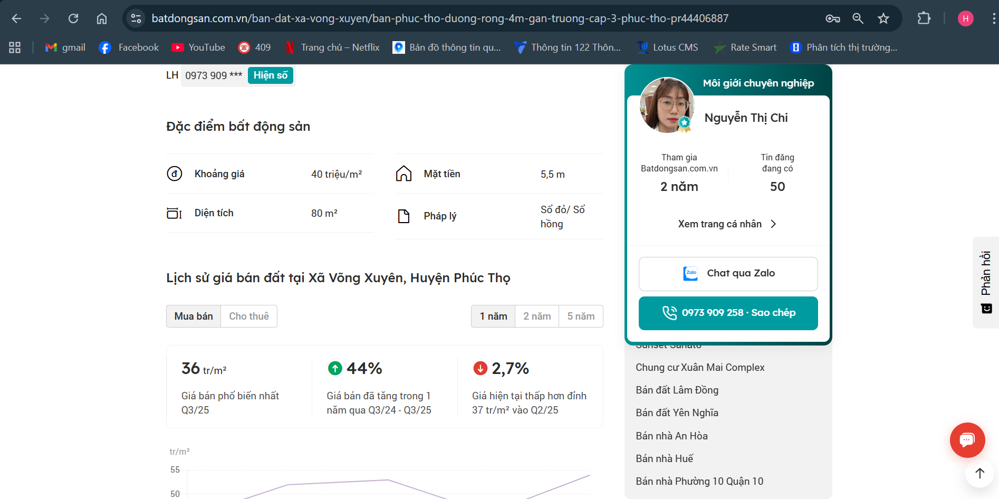 batdongsan.com.vn/ban-dat-xa-vong-xuyen/ban-phuc-tho-duong-rong-4m-gan-truong-cap-3-phuc-tho-pr44406887
H
gmail
Facebook
YouTube
409
Trang chủ – Netflix
Bản đồ thông tin qu...
Thông tin 122 Thôn...
Lotus CMS
Rate Smart
Phân tích thị trường...
LH 0973 909 *** Hiện số
Đặc điểm bất động sản
Khoảng giá 40 triệu/m²
Mặt tiền 5,5 m
Diện tích 80 m²
Pháp lý Sổ đỏ/ Sổ
hồng
Lịch sử giá bán đất tại Xã Võng Xuyên, Huyện Phúc Thọ
Mua bán Cho thuê
1 năm 2 năm 5 năm
36 tr/m²
Giá bán phổ biến nhất
Q3/25
44%
Giá bán đã tăng trong 1
năm qua Q3/24 - Q3/25
2,7%
Giá hiện tại thấp hơn đỉnh
37 tr/m² vào Q2/25
tr/m²
55
50
Môi giới chuyên nghiệp
Nguyễn Thị Chi
Tham gia
Batdongsan.com.vn
2 năm
Tin đăng
đang có
50
Xem trang cá nhân
Zalo Chat qua Zalo
0973 909 258 · Sao chép
Sunset Sanato
Chung cư Xuân Mai Complex
Bán đất Lâm Đồng
Bán đất Yên Nghĩa
Bán nhà An Hòa
Bán nhà Huế
Bán nhà Phường 10 Quận 10
Phản hồi